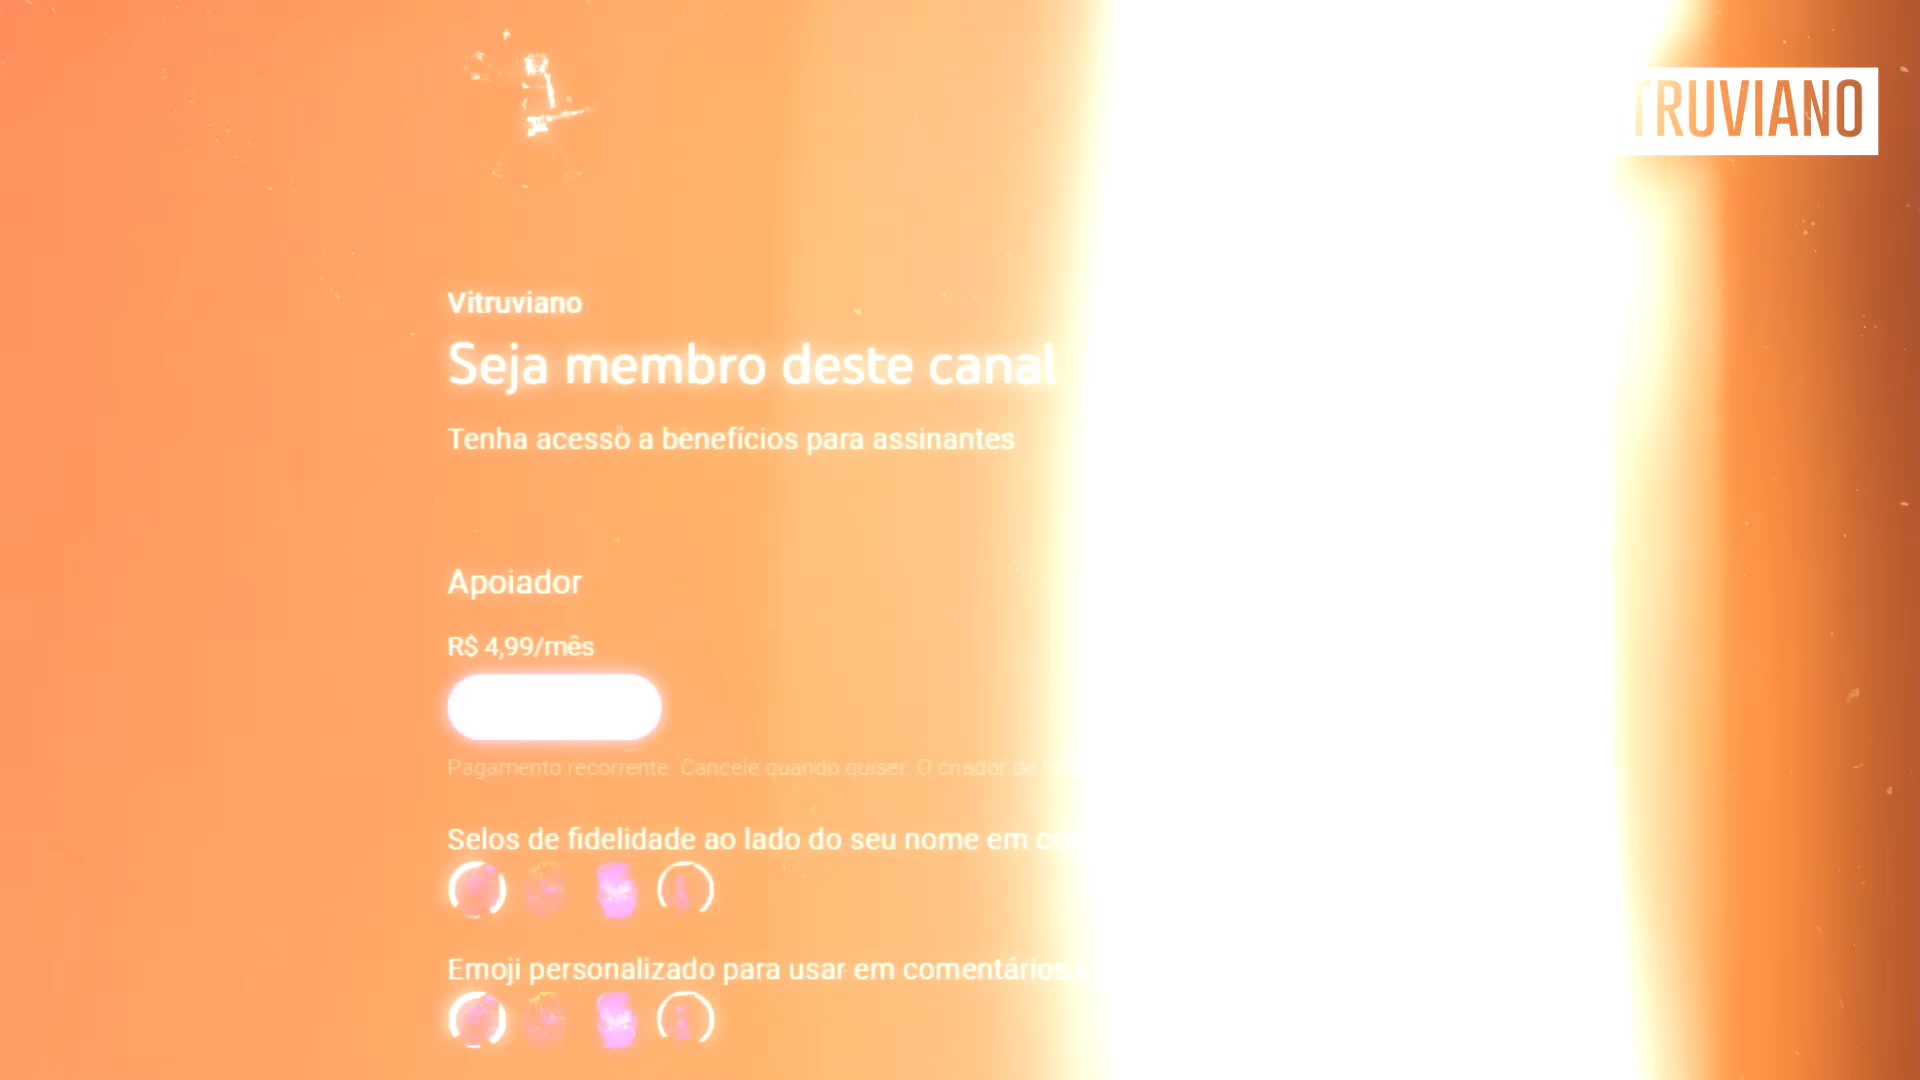 TRUVIANO
Vitruviano
Seja membro deste canal
Tenha acesso a benefícios para assinantes
Apoiador
R$ 4,99/mês
Pagamento recorrente. Cancele quando quiser. O criador de
Selos de fidelidade ao lado do seu nome em
Emoji personalizado para usar em comentários